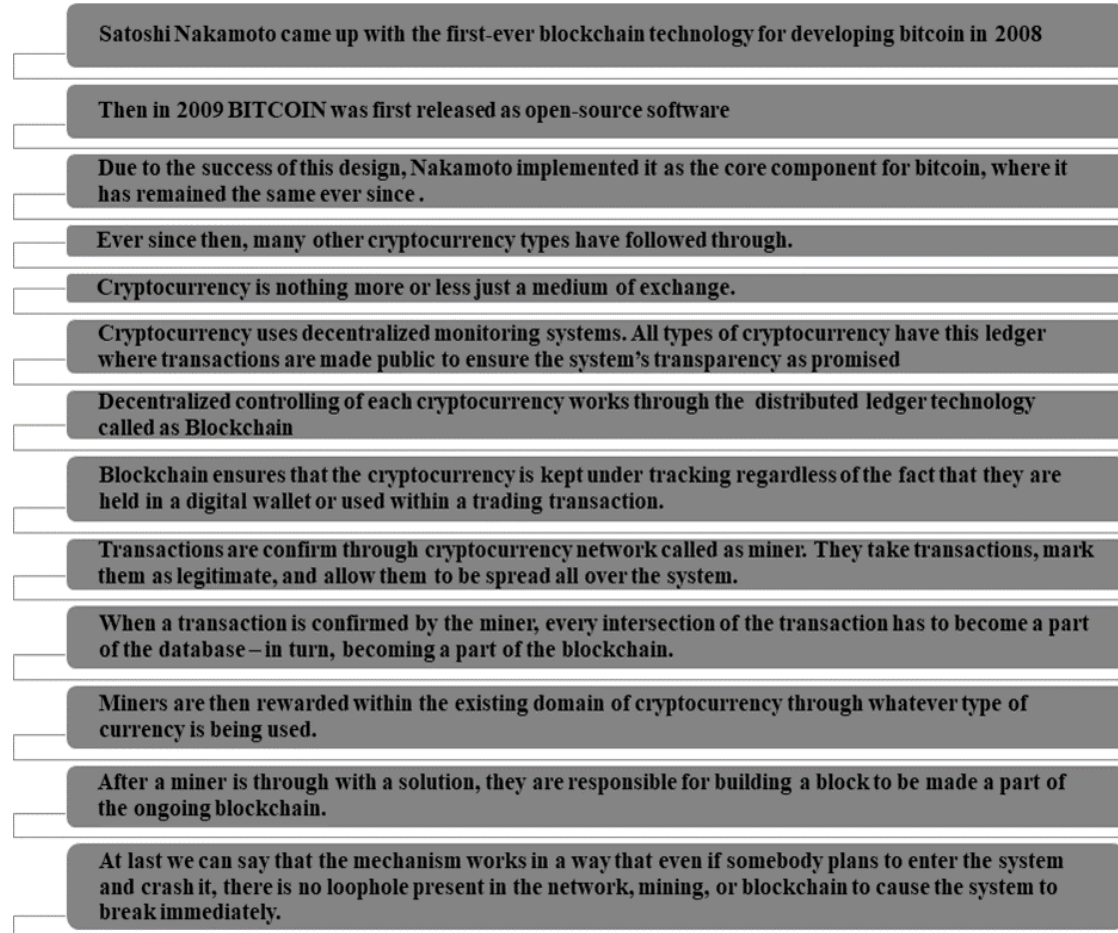 Satoshi Nakamoto came up with the first-ever blockchain technology for developing bitcoin in 2008
Then in 2009 BITCOIN was first released as open-source software
Due to the success of this design, Nakamoto implemented it as the core component for bitcoin, where it
has remained the same ever since .
Ever since then, many other cryptocurrency types have followed through.
Cryptocurrency is nothing more or less just a medium of exchange.
Cryptocurrency uses decentralized monitoring systems. All types of cryptocurrency have this ledger
where transactions are made public to ensure the system's transparency as promised
Decentralized controlling of each cryptocurrency works through the distributed ledger technology
called as Blockchain
Blockchain ensures that the cryptocurrency is kept under tracking regardless of the fact that they are
held in a digital wallet or used within a trading transaction.
Transactions are confirm through cryptocurrency network called as miner. They take transactions, mark
them as legitimate, and allow them to be spread all over the system.
When a transaction is confirmed by the miner, every intersection of the transaction has to become a part
of the database – in turn, becoming a part of the blockchain.
Miners are then rewarded within the existing domain of cryptocurrency through whatever type of
currency is being used.
After a miner is through with a solution, they are responsible for building a block to be made a part of
the ongoing blockchain.
At last we can say that the mechanism works in a way that even if somebody plans to enter the system
and crash it, there is no loophole present in the network, mining, or blockchain to cause the system to
break immediately.